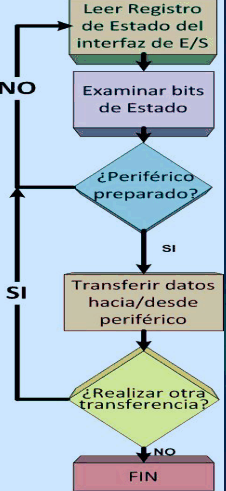 Leer Registro
de Estado del
interfaz de E/S
NO
Examinar bits
de Estado
¿Periférico
preparado?
SI
Transferir datos
hacia/desde
periférico
SI
¿Realizar otra
transferencia?
NO
FIN